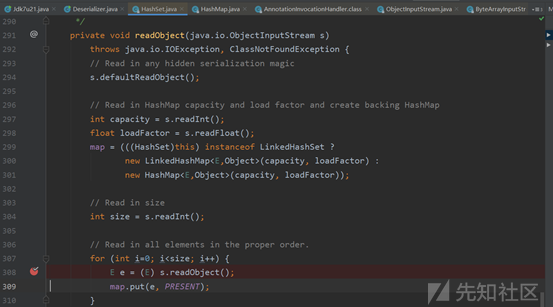 Jdk7u21.java Deserializer.java HashSet.java HashMap.java AnnotationInvocationHandler.class ObjectInputStream.java ByteArrayInputStr
290 */
291 @ private void readObject(java.io.ObjectInputStream s)
292 throws java.io.IOException, ClassNotFoundException {
293 // Read in any hidden serialization magic
294 s.defaultReadObject();
295
296 // Read in HashMap capacity and load factor and create backing HashMap
297 int capacity = s.readInt();
298 float loadFactor = s.readFloat();
299 map = (((HashSet)this) instanceof LinkedHashSet ?
300 new LinkedHashMap<E,Object>(capacity, loadFactor) :
301 new HashMap<E,Object>(capacity, loadFactor));
302
303 // Read in size
304 int size = s.readInt();
305
306 // Read in all elements in the proper order.
307 for (int i=0; i<size; i++) {
308 E e = (E) s.readObject();
309 map.put(e, PRESENT);
310 }
先知社区